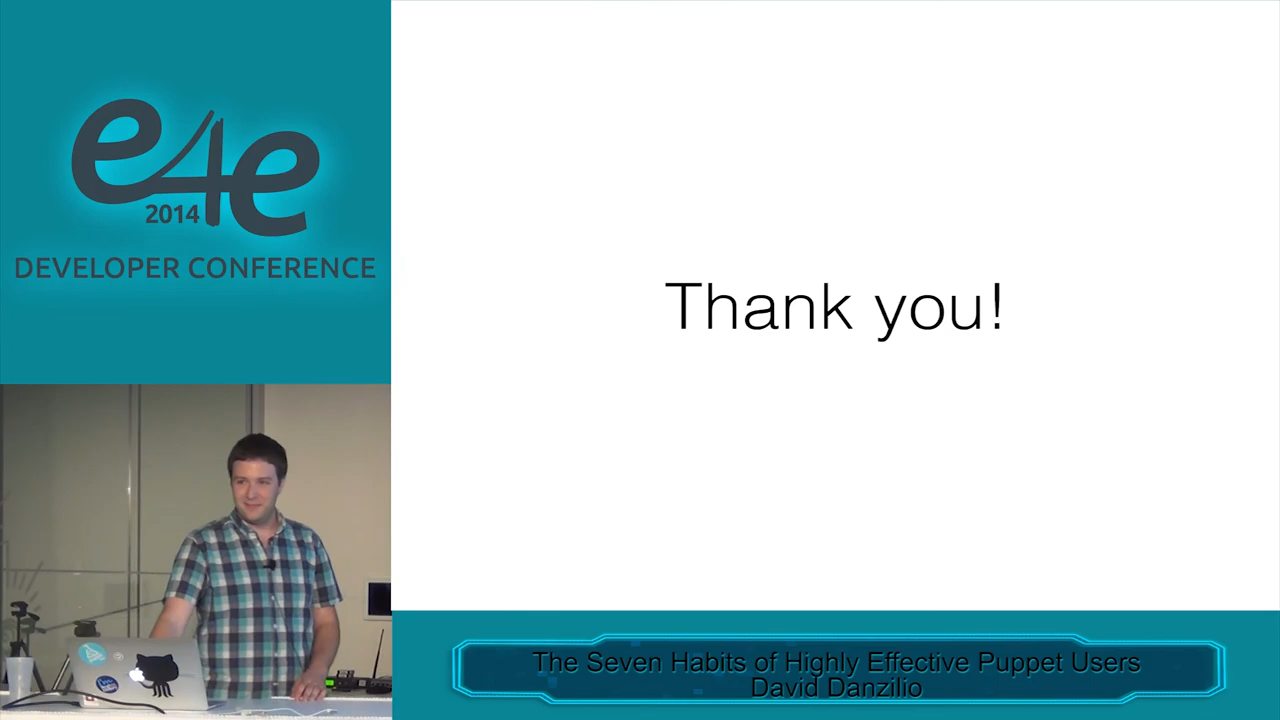 e4e
2014
DEVELOPER CONFERENCE
Thank you!
The Seven Habits of Highly Effective Puppet Users
David Danzilio